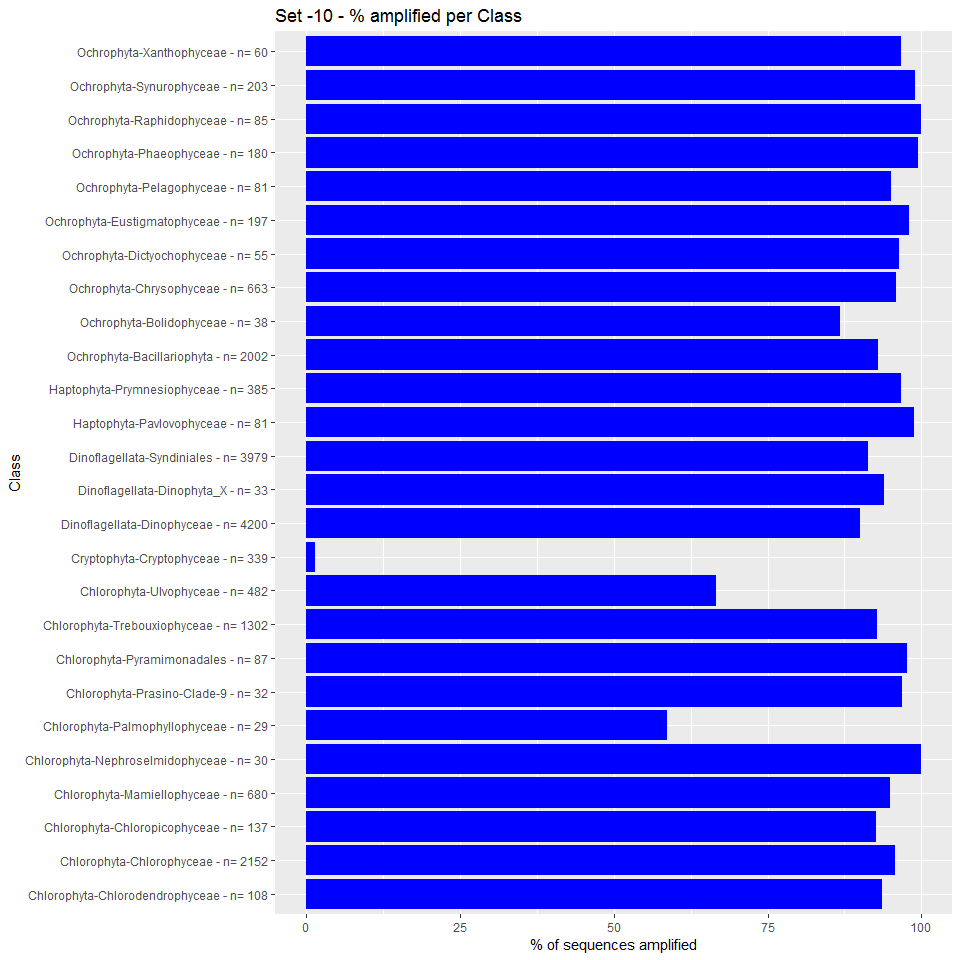 Set -10 - % amplified per Class
Ochrophyta-Xanthophyceae - n= 60
Ochrophyta-Synurophyceae - n= 203
Ochrophyta-Raphidophyceae - n= 85
Ochrophyta-Phaeophyceae - n= 180
Ochrophyta-Pelagophyceae - n= 81
Ochrophyta-Eustigmatophyceae - n= 197
Ochrophyta-Dictyochophyceae - n= 55
Ochrophyta-Chrysophyceae - n= 663
Ochrophyta-Bolidophyceae - n= 38
Ochrophyta-Bacillariophyta - n= 2002
Haptophyta-Prymnesiophyceae - n= 385
Haptophyta-Pavlovophyceae - n= 81
Dinoflagellata-Syndiniales - n= 3979
Dinoflagellata-Dinophyta_X - n= 33
Dinoflagellata-Dinophyceae - n= 4200
Cryptophyta-Cryptophyceae - n= 339
Chlorophyta-Ulvophyceae - n= 482
Chlorophyta-Trebouxiophyceae - n= 1302
Chlorophyta-Pyramimonadales - n= 87
Chlorophyta-Prasino-Clade-9 - n= 32
Chlorophyta-Palmophyllophyceae - n= 29
Chlorophyta-Nephroselmidophyceae - n= 30
Chlorophyta-Mamiellophyceae - n= 680
Chlorophyta-Chloropicophyceae - n= 137
Chlorophyta-Chlorophyceae - n= 2152
Chlorophyta-Chlorodendrophyceae - n= 108
Class
0 25 50 75 100
% of sequences amplified